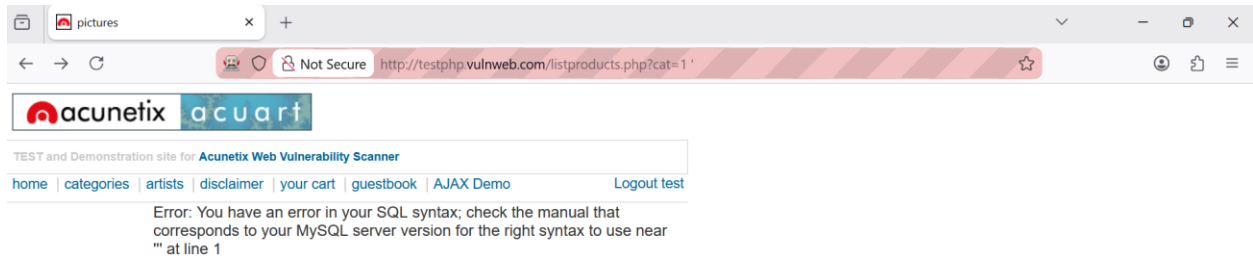 pictures
Not Secure http://testphp.vulnweb.com/listproducts.php?cat=1 '
acunetix acuart
TEST and Demonstration site for Acunetix Web Vulnerability Scanner
home | categories | artists | disclaimer | your cart | guestbook | AJAX Demo Logout test
Error: You have an error in your SQL syntax; check the manual that
corresponds to your MySQL server version for the right syntax to use near
''' at line 1